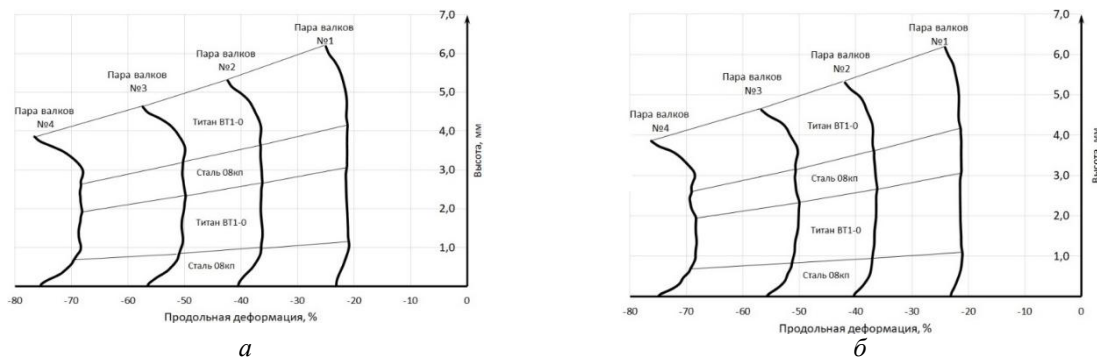 7,0
Пара валков
№1
6,0
Пара валков
№2
5,0
Пара валков
№3
Титан ВТ1-0
Пара валков
№4
4,0
Высота, мм
Сталь 08кп
3,0
2,0
Титан ВТ1-0
1,0
Сталь 08кп
-80 -70 -60 -50 -40 -30 -20 -10 0
Продольная деформация, %
а
7,0
Пара валков
№1
6,0
Пара валков
№2
5,0
Пара валков
№3
Титан ВТ1-0
Пара валков
№4
4,0
Высота, мм
Сталь 08кп
3,0
2,0
Титан ВТ1-0
1,0
Сталь 08кп
-80 -70 -60 -50 -40 -30 -20 -10 0
Продольная деформация, %
б